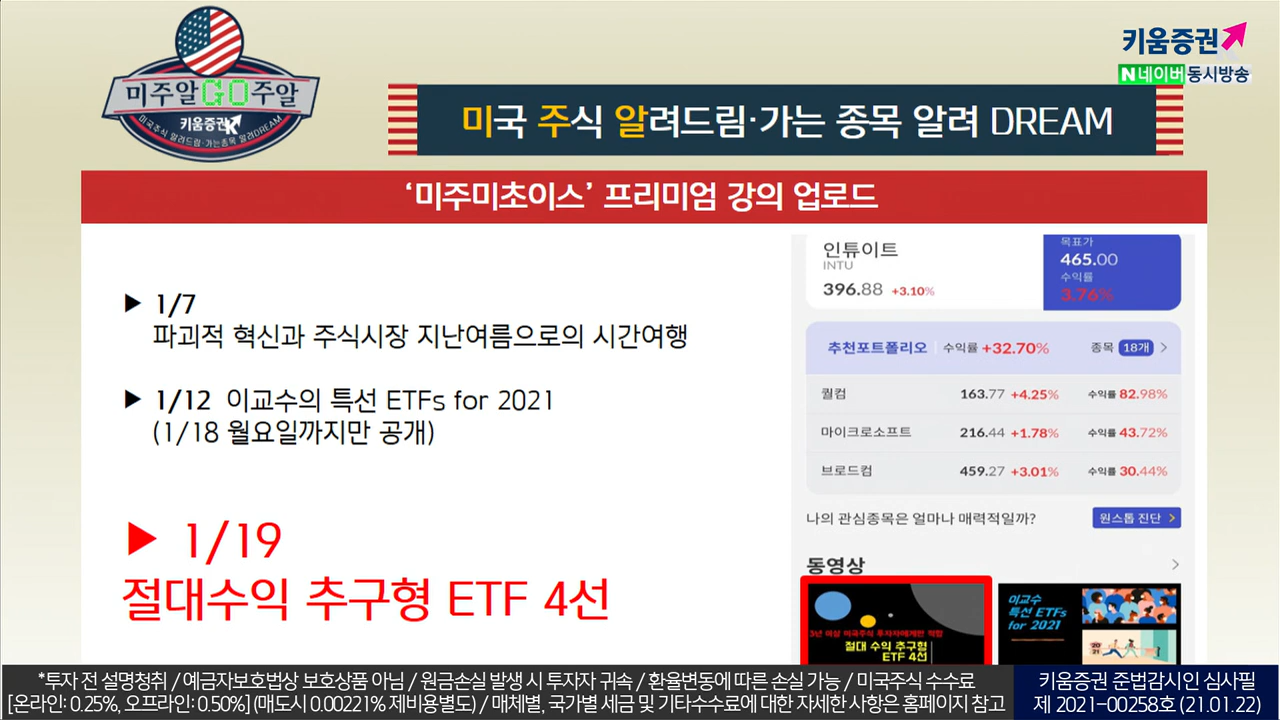 미주알GO주알
키움증권
미국주식 알려드림·가는종목 알려DREAM
키움증권
N 네이버 동시방송
미국 주식 알려드림·가는 종목 알려 DREAM
‘미주미초이스’ 프리미엄 강의 업로드
▶ 1/7
파괴적 혁신과 주식시장 지난여름으로의 시간여행
▶ 1/12 이교수의 특선 ETFs for 2021
(1/18 월요일까지만 공개)
▶ 1/19
절대수익 추구형 ETF 4선
인튜이트
INTU
396.88 +3.10%
목표가
465.00
수익률
3.76%
추천포트폴리오 수익률 +32.70% 종목 18개 >
퀄컴 163.77 +4.25% 수익률 82.98%
마이크로소프트 216.44 +1.78% 수익률 43.72%
브로드컴 459.27 +3.01% 수익률 30.44%
나의 관심종목은 얼마나 매력적일까? 원스톱 진단 >
동영상 >
5년 이상 미국주식 투자자에게만 적합
절대 수익 추구형
ETF 4선
이교수
특선 ETFs
for 2021
20
21
*투자 전 설명청취 / 예금자보호법상 보호상품 아님 / 원금손실 발생 시 투자자 귀속 / 환율변동에 따른 손실 가능 / 미국주식 수수료
[온라인: 0.25%, 오프라인: 0.50%] (매도시 0.00221% 제비용별도) / 매체별, 국가별 세금 및 기타수수료에 대한 자세한 사항은 홈페이지 참고
키움증권 준법감시인 심사필
제 2021-00258호 (21.01.22)